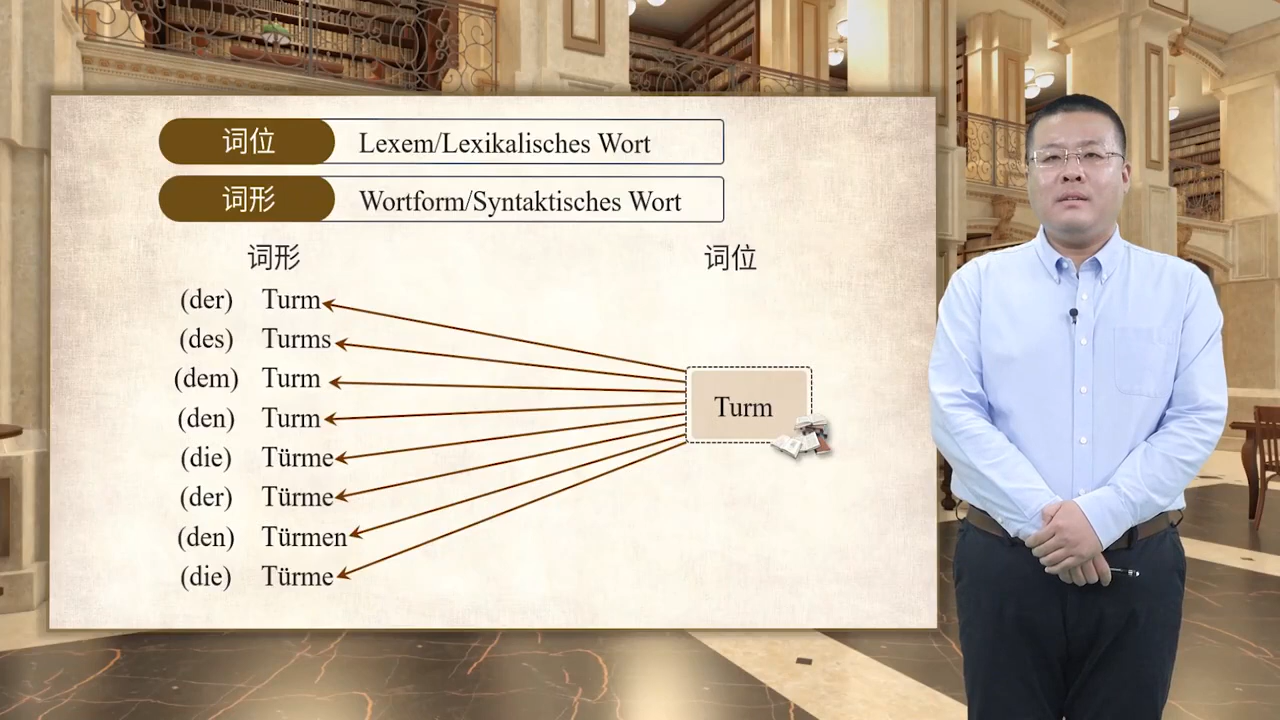 词位 Lexem/Lexikalisches Wort
词形 Wortform/Syntaktisches Wort
词形 词位
(der) Turm
(des) Turms
(dem) Turm
(den) Turm
(die) Türme
(der) Türme
(den) Türmen
(die) Türme
Turm